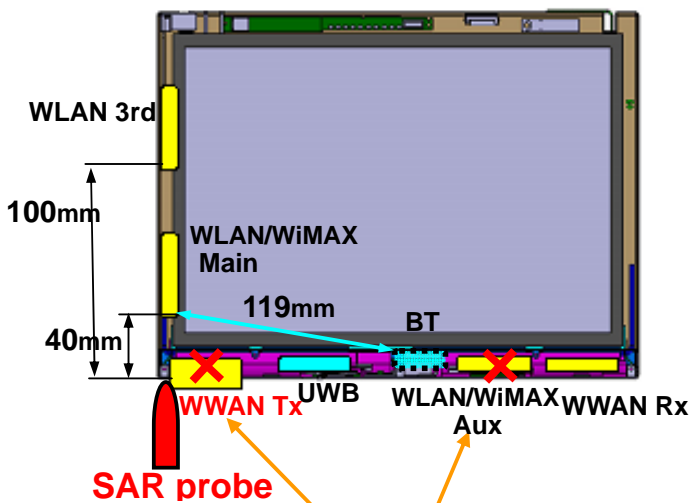 WLAN 3rd
100mm
WLAN/WiMAX
Main
119mm
BT
40mm
UWB
WLAN/WiMAX
Aux
WWAN Rx
WWAN Tx
SAR probe